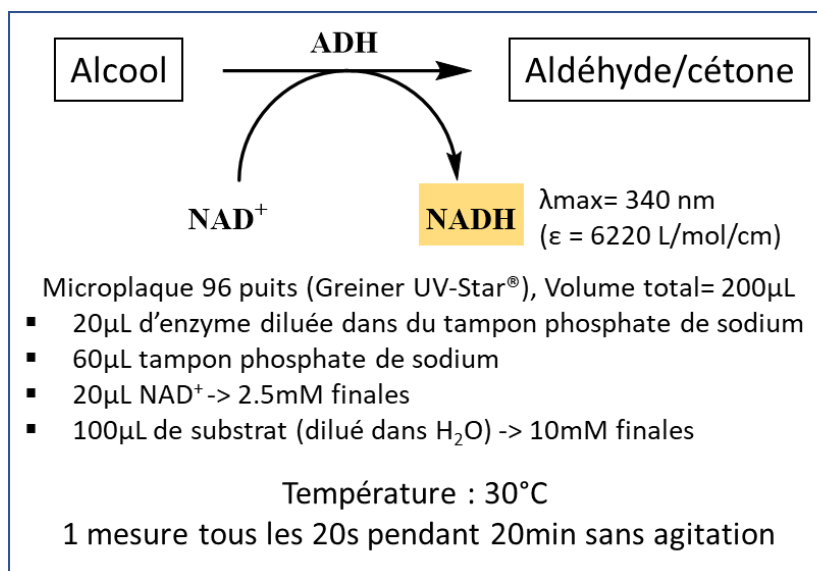 ADH
Alcool
Aldéhyde/cétone
NAD⁺
NADH
λmax= 340 nm
(ε = 6220 L/mol/cm)
Microplaque 96 puits (Greiner UV-Star®), Volume total= 200µL
▪ 20µL d’enzyme diluée dans du tampon phosphate de sodium
▪ 60µL tampon phosphate de sodium
▪ 20µL NAD⁺ -> 2.5mM finales
▪ 100µL de substrat (dilué dans H₂O) -> 10mM finales
Température : 30°C
1 mesure tous les 20s pendant 20min sans agitation